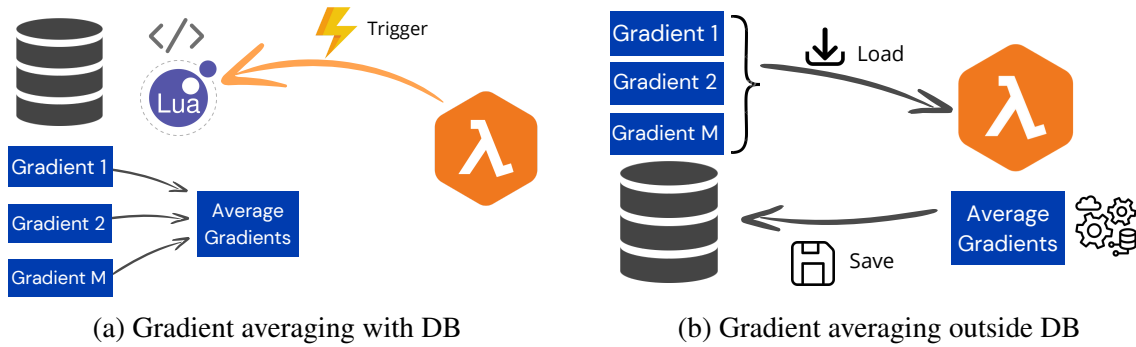 </>
Lua
Trigger
λ
Gradient 1
Gradient 2
Gradient M
Average
Gradients
(a) Gradient averaging with DB
Gradient 1
Gradient 2
Gradient M
Load
λ
Average
Gradients
Save
(b) Gradient averaging outside DB